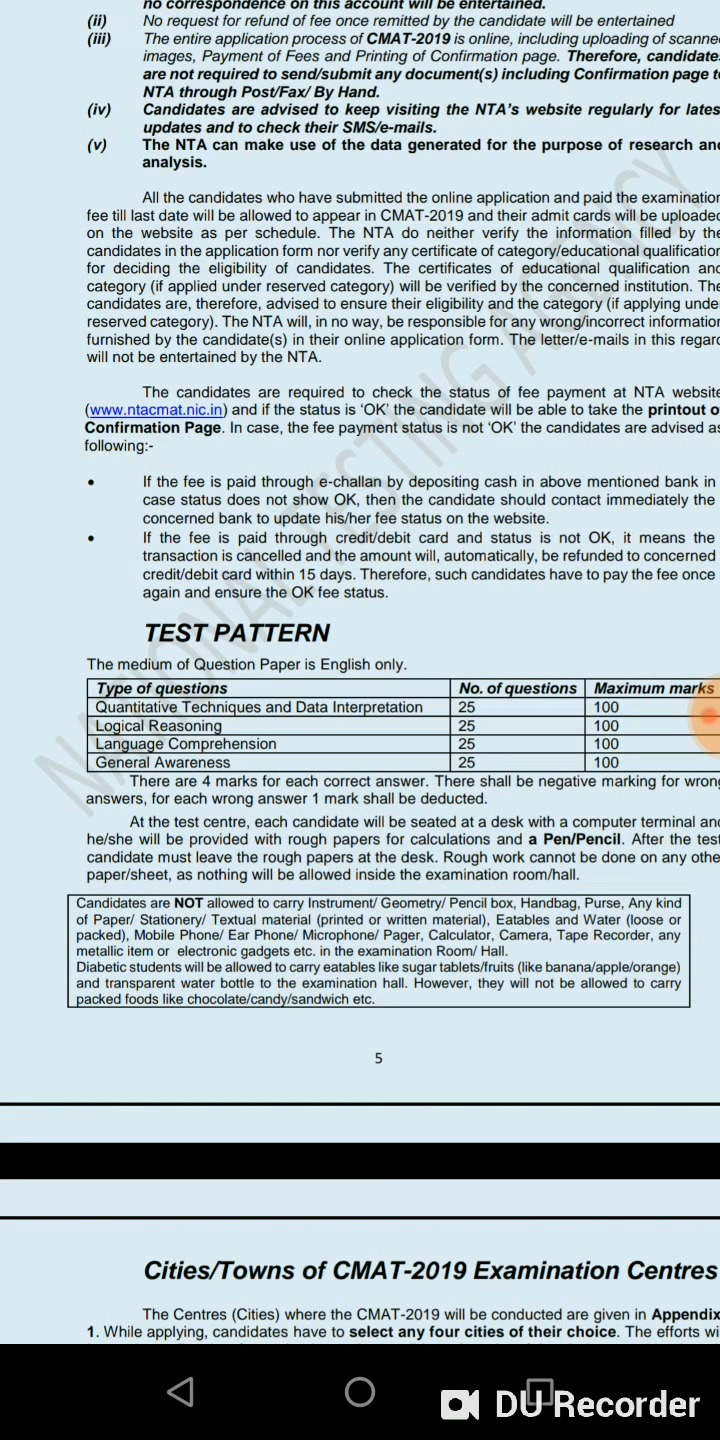 no correspondence on this account will be entertained.
(ii) No request for refund of fee once remitted by the candidate will be entertained
(iii) The entire application process of CMAT-2019 is online, including uploading of scanne
images, Payment of Fees and Printing of Confirmation page. Therefore, candidate
are not required to send/submit any document(s) including Confirmation page t
NTA through Post/Fax/ By Hand.
(iv) Candidates are advised to keep visiting the NTA's website regularly for lates
updates and to check their SMS/e-mails.
(v) The NTA can make use of the data generated for the purpose of research and
analysis.
All the candidates who have submitted the online application and paid the examination
fee till last date will be allowed to appear in CMAT-2019 and their admit cards will be uploaded
on the website as per schedule. The NTA do neither verify the information filled by the
candidates in the application form nor verify any certificate of category/educational qualification
for deciding the eligibility of candidates. The certificates of educational qualification and
category (if applied under reserved category) will be verified by the concerned institution. The
candidates are, therefore, advised to ensure their eligibility and the category (if applying unde
reserved category). The NTA will, in no way, be responsible for any wrong/incorrect information
furnished by the candidate(s) in their online application form. The letter/e-mails in this regard
will not be entertained by the NTA.
The candidates are required to check the status of fee payment at NTA website
(www.ntacmat.nic.in) and if the status is 'OK' the candidate will be able to take the printout o
Confirmation Page. In case, the fee payment status is not 'OK' the candidates are advised as
following:-
• If the fee is paid through e-challan by depositing cash in above mentioned bank in
case status does not show OK, then the candidate should contact immediately the
concerned bank to update his/her fee status on the website.
• If the fee is paid through credit/debit card and status is not OK, it means the
transaction is cancelled and the amount will, automatically, be refunded to concerned
credit/debit card within 15 days. Therefore, such candidates have to pay the fee once
again and ensure the OK fee status.
TEST PATTERN
The medium of Question Paper is English only.
Type of questions No. of questions Maximum marks
Quantitative Techniques and Data Interpretation 25 100
Logical Reasoning 25 100
Language Comprehension 25 100
General Awareness 25 100
There are 4 marks for each correct answer. There shall be negative marking for wrong
answers, for each wrong answer 1 mark shall be deducted.
At the test centre, each candidate will be seated at a desk with a computer terminal and
he/she will be provided with rough papers for calculations and a Pen/Pencil. After the test
candidate must leave the rough papers at the desk. Rough work cannot be done on any othe
paper/sheet, as nothing will be allowed inside the examination room/hall.
Candidates are NOT allowed to carry Instrument/ Geometry/ Pencil box, Handbag, Purse, Any kind
of Paper/ Stationery/ Textual material (printed or written material), Eatables and Water (loose or
packed), Mobile Phone/ Ear Phone/ Microphone/ Pager, Calculator, Camera, Tape Recorder, any
metallic item or electronic gadgets etc. in the examination Room/ Hall.
Diabetic students will be allowed to carry eatables like sugar tablets/fruits (like banana/apple/orange)
and transparent water bottle to the examination hall. However, they will not be allowed to carry
packed foods like chocolate/candy/sandwich etc.
NATIONAL TESTING AGENCY
5
Cities/Towns of CMAT-2019 Examination Centres
The Centres (Cities) where the CMAT-2019 will be conducted are given in Appendix
1. While applying, candidates have to select any four cities of their choice. The efforts wi
DU Recorder